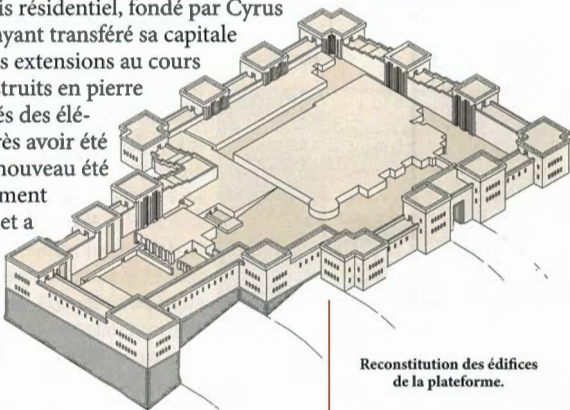 is résidentiel, fondé par Cyrus
ayant transféré sa capitale
s extensions au cours
struits en pierre
és des élé-
rès avoir été
nouveau été
ment
et a
Reconstitution des édifices
de la plateforme.